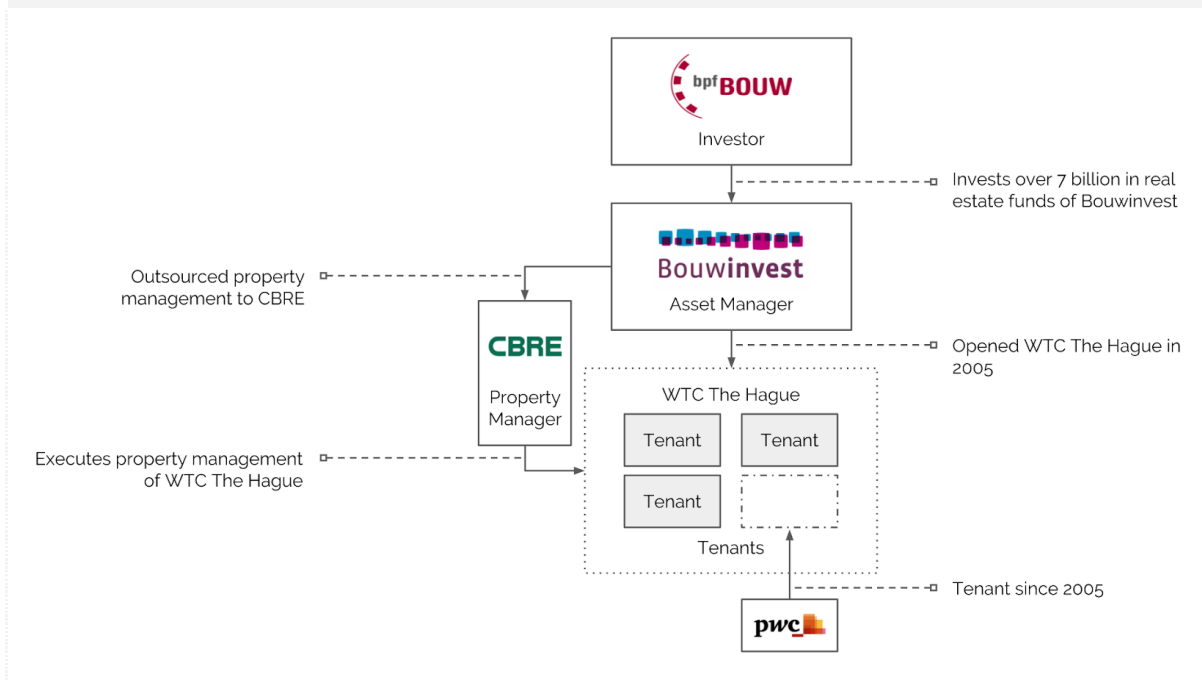 bpfBOUW
Investor
Invests over 7 billion in real
estate funds of Bouwinvest
Bouwinvest
Asset Manager
Outsourced property
management to CBRE
CBRE
Property
Manager
Opened WTC The Hague in
2005
WTC The Hague
Tenant
Tenant
Executes property management
of WTC The Hague
Tenant
Tenants
Tenant since 2005
pwc